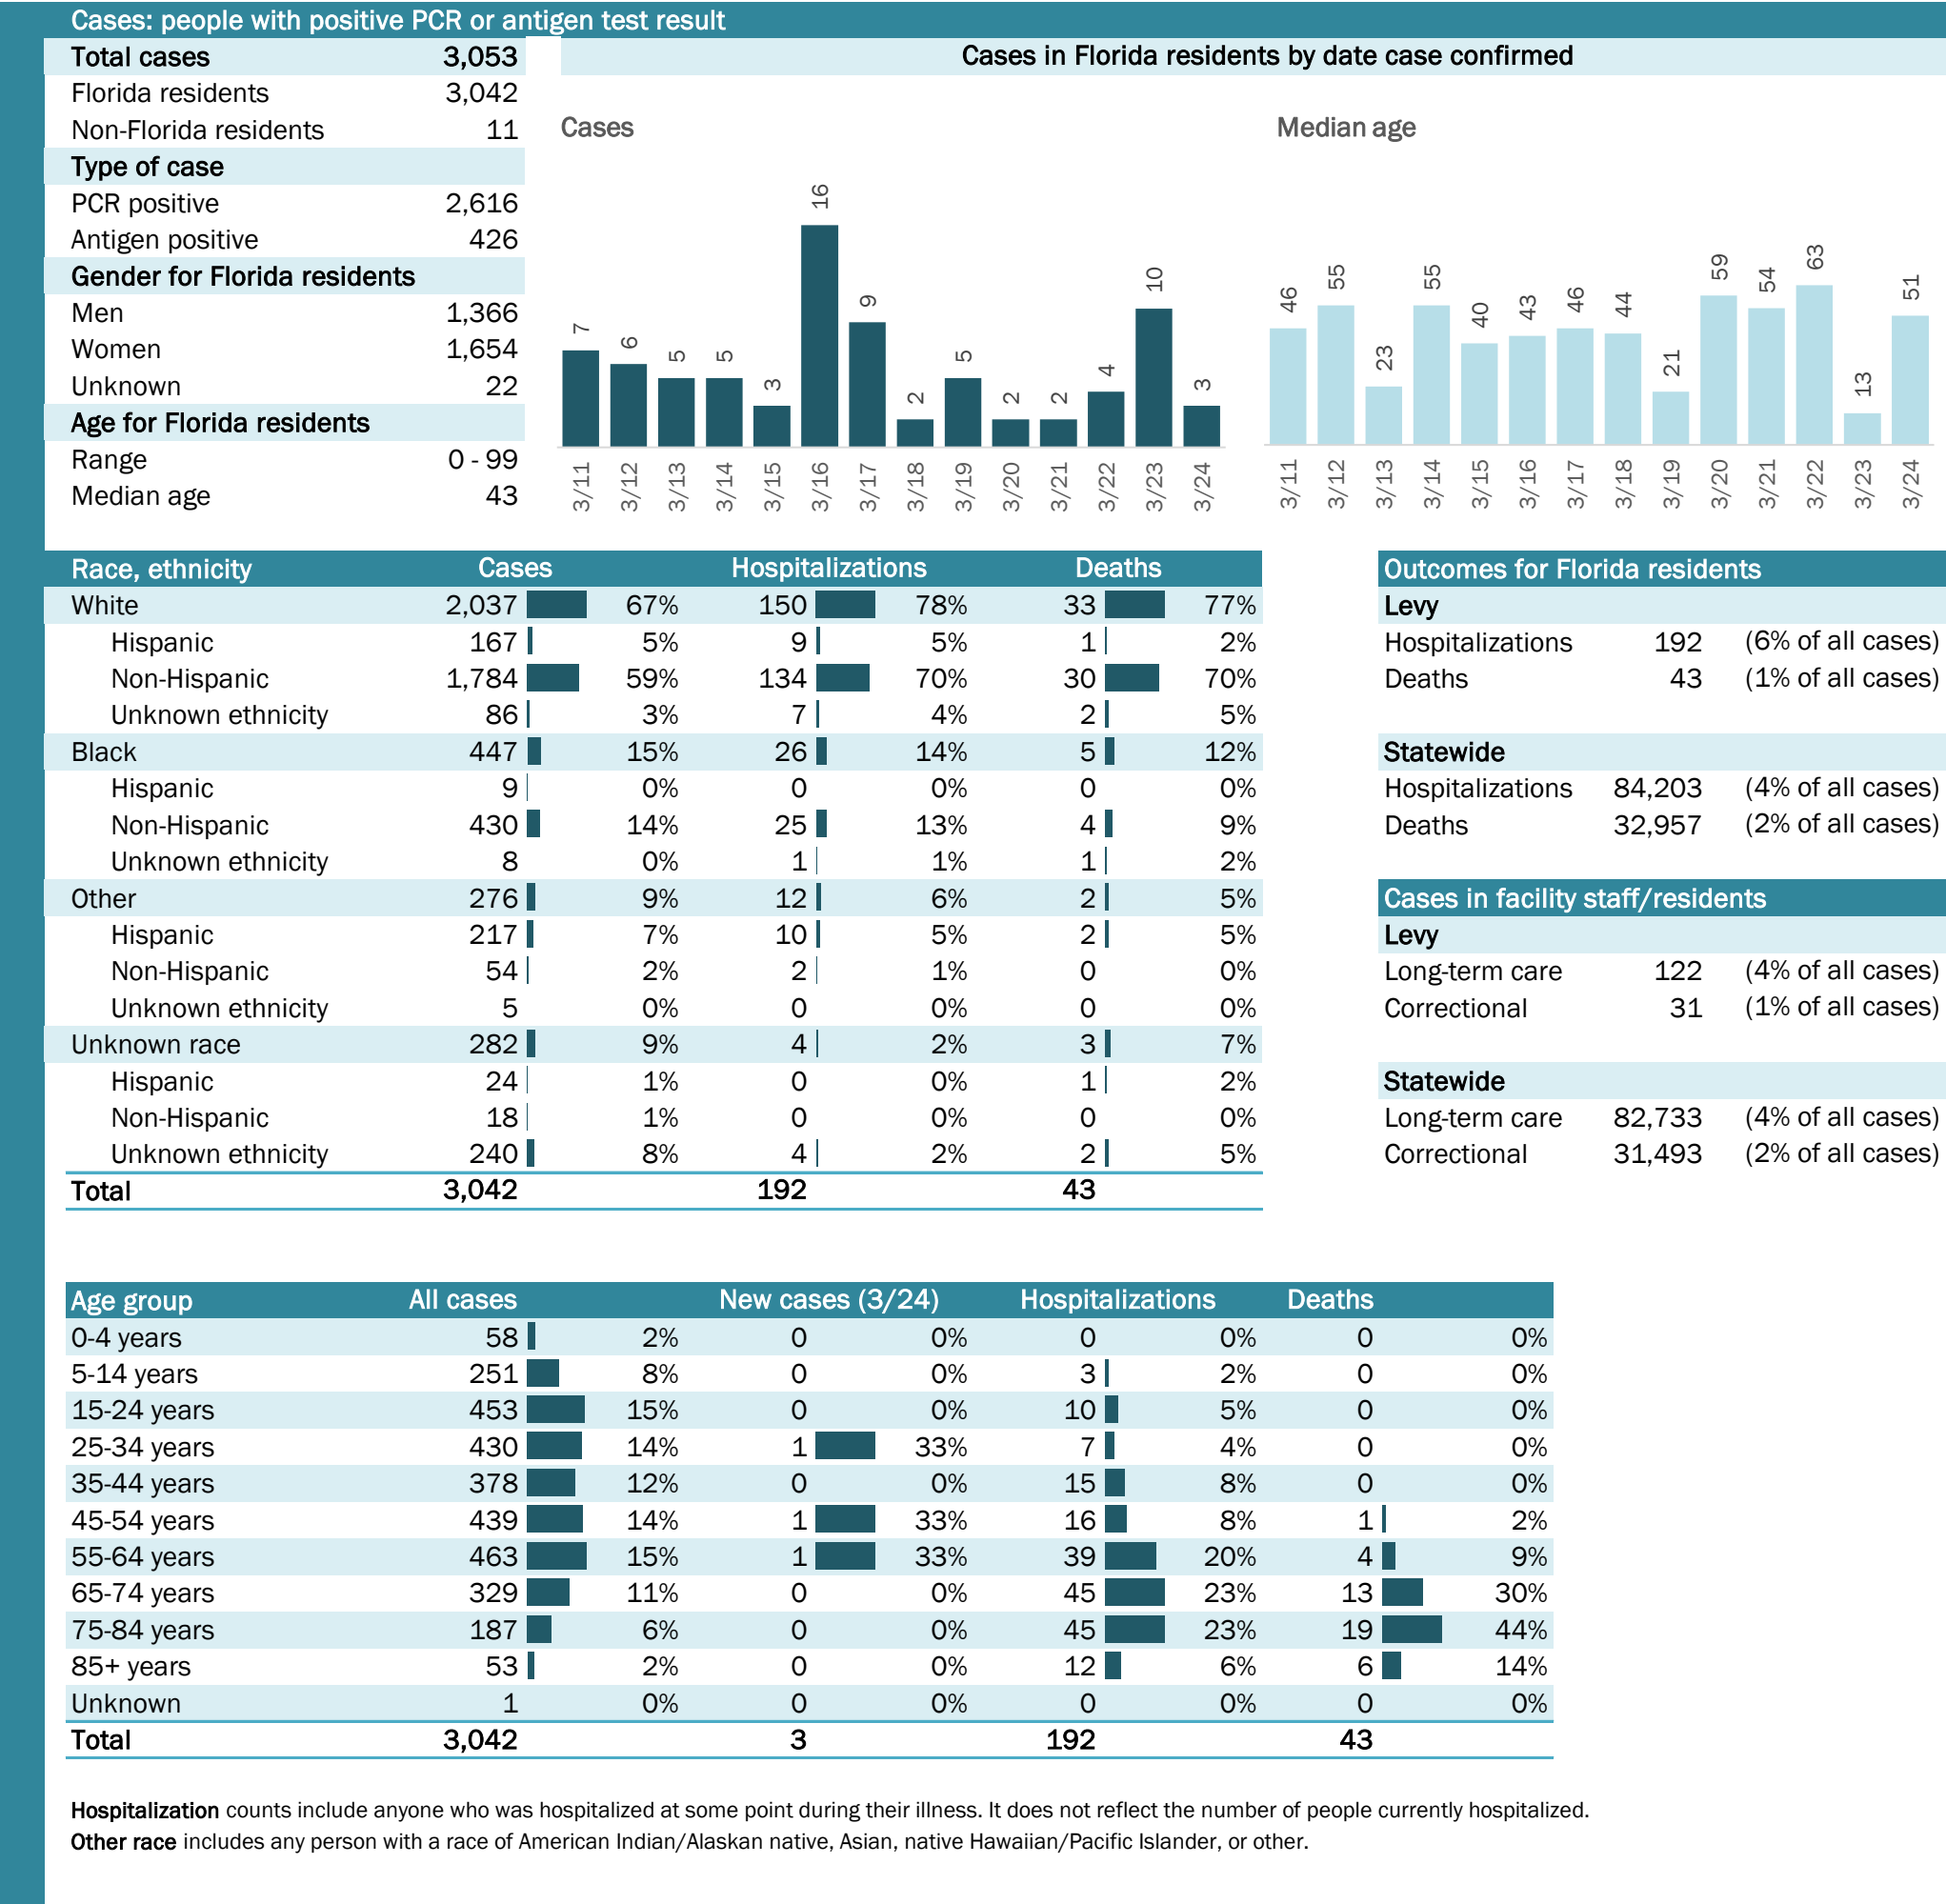 Cases: people with positive PCR or antigen test result
Total cases 3,053
Florida residents 3,042
Non-Florida residents 11
Type of case
PCR positive 2,616
Antigen positive 426
Gender for Florida residents
Men 1,366
Women 1,654
Unknown 22
Age for Florida residents
Range 0 - 99
Median age 43
Cases in Florida residents by date case confirmed
Cases
7 6 5 5 3 16 9 2 5 2 2 4 10 3
3/11 3/12 3/13 3/14 3/15 3/16 3/17 3/18 3/19 3/20 3/21 3/22 3/23 3/24
Median age
46 55 23 55 40 43 46 44 21 59 54 63 13 51
3/11 3/12 3/13 3/14 3/15 3/16 3/17 3/18 3/19 3/20 3/21 3/22 3/23 3/24
Race, ethnicity Cases Hospitalizations Deaths
White 2,037 67% 150 78% 33 77%
Hispanic 167 5% 9 5% 1 2%
Non-Hispanic 1,784 59% 134 70% 30 70%
Unknown ethnicity 86 3% 7 4% 2 5%
Black 447 15% 26 14% 5 12%
Hispanic 9 0% 0 0% 0 0%
Non-Hispanic 430 14% 25 13% 4 9%
Unknown ethnicity 8 0% 1 1% 1 2%
Other 276 9% 12 6% 2 5%
Hispanic 217 7% 10 5% 2 5%
Non-Hispanic 54 2% 2 1% 0 0%
Unknown ethnicity 5 0% 0 0% 0 0%
Unknown race 282 9% 4 2% 3 7%
Hispanic 24 1% 0 0% 1 2%
Non-Hispanic 18 1% 0 0% 0 0%
Unknown ethnicity 240 8% 4 2% 2 5%
Total 3,042 192 43
Outcomes for Florida residents
Levy
Hospitalizations 192 (6% of all cases)
Deaths 43 (1% of all cases)
Statewide
Hospitalizations 84,203 (4% of all cases)
Deaths 32,957 (2% of all cases)
Cases in facility staff/residents
Levy
Long-term care 122 (4% of all cases)
Correctional 31 (1% of all cases)
Statewide
Long-term care 82,733 (4% of all cases)
Correctional 31,493 (2% of all cases)
Age group All cases New cases (3/24) Hospitalizations Deaths
0-4 years 58 2% 0 0% 0 0% 0 0%
5-14 years 251 8% 0 0% 3 2% 0 0%
15-24 years 453 15% 0 0% 10 5% 0 0%
25-34 years 430 14% 1 33% 7 4% 0 0%
35-44 years 378 12% 0 0% 15 8% 0 0%
45-54 years 439 14% 1 33% 16 8% 1 2%
55-64 years 463 15% 1 33% 39 20% 4 9%
65-74 years 329 11% 0 0% 45 23% 13 30%
75-84 years 187 6% 0 0% 45 23% 19 44%
85+ years 53 2% 0 0% 12 6% 6 14%
Unknown 1 0% 0 0% 0 0% 0 0%
Total 3,042 3 192 43
Hospitalization counts include anyone who was hospitalized at some point during their illness. It does not reflect the number of people currently hospitalized.
Other race includes any person with a race of American Indian/Alaskan native, Asian, native Hawaiian/Pacific Islander, or other.